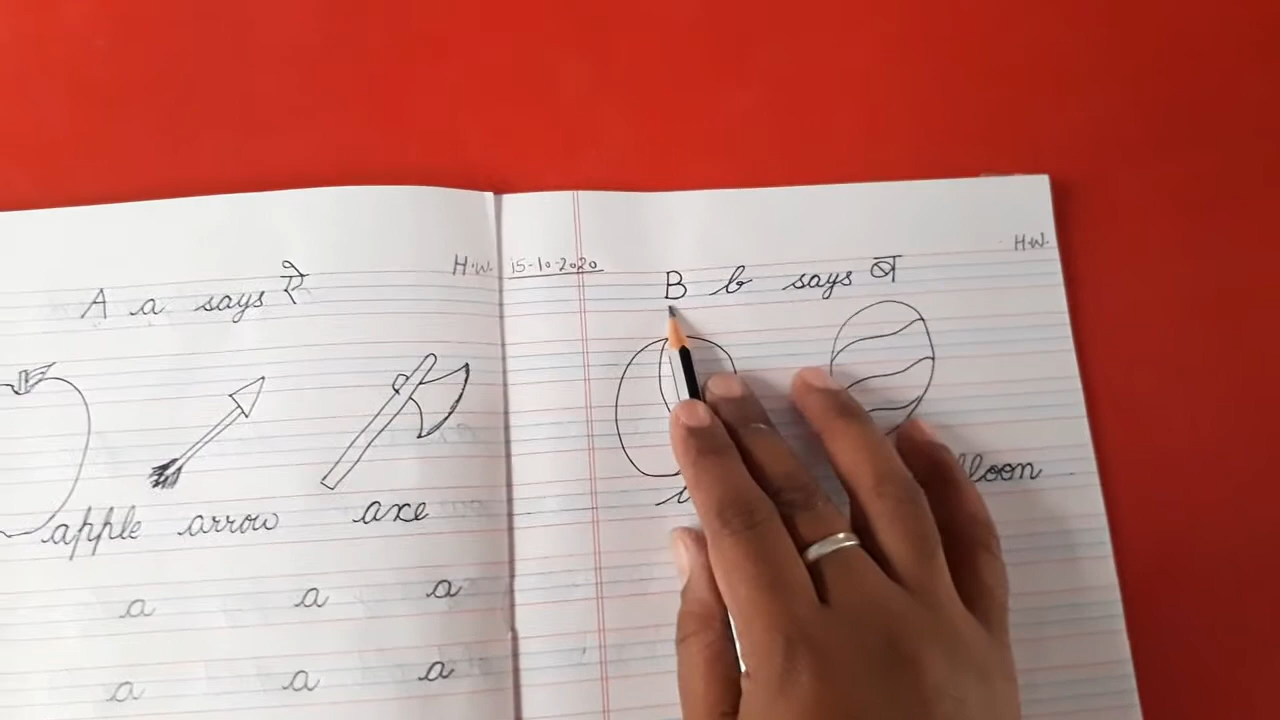 H.W.
A a says ऐ
apple arrow axe
a a a
a a a
H.W.
15-10-2020
B b says ब
lloon